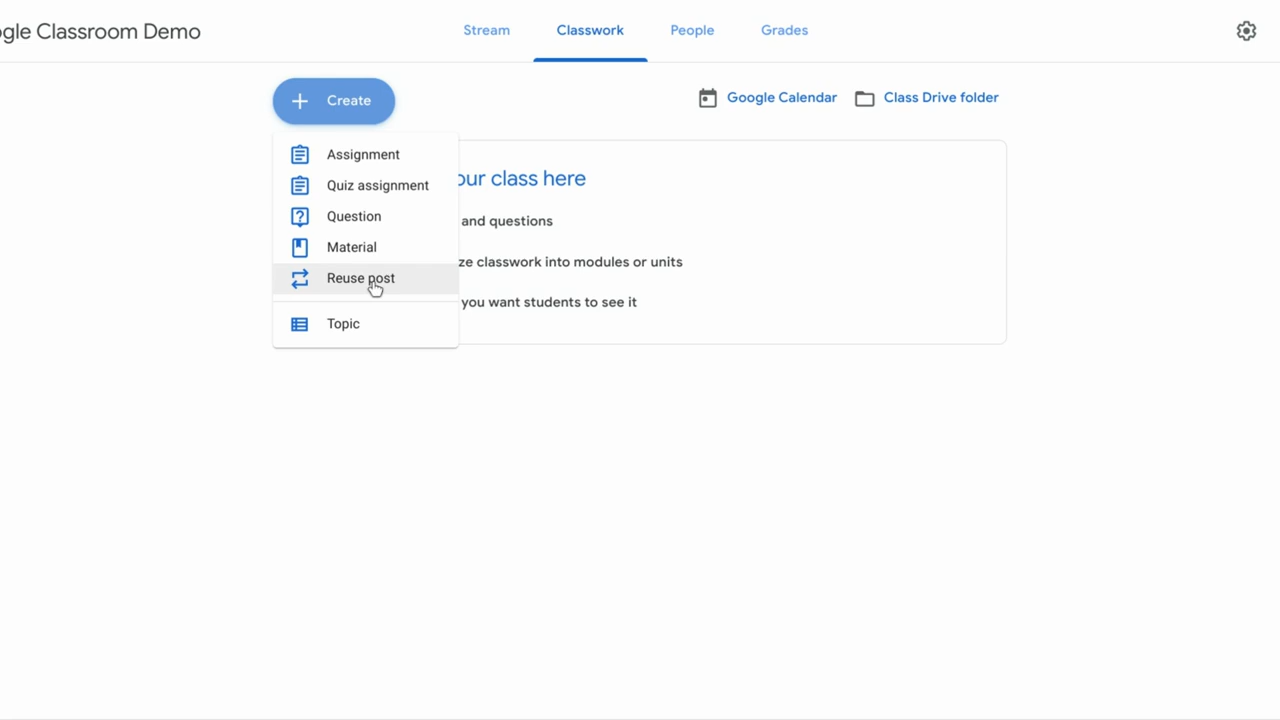 gle Classroom Demo
Stream
Classwork
People
Grades
Create
Google Calendar
Class Drive folder
Assignment
Quiz assignment
Question
Material
Reuse post
Topic
our class here
and questions
ze classwork into modules or units
you want students to see it